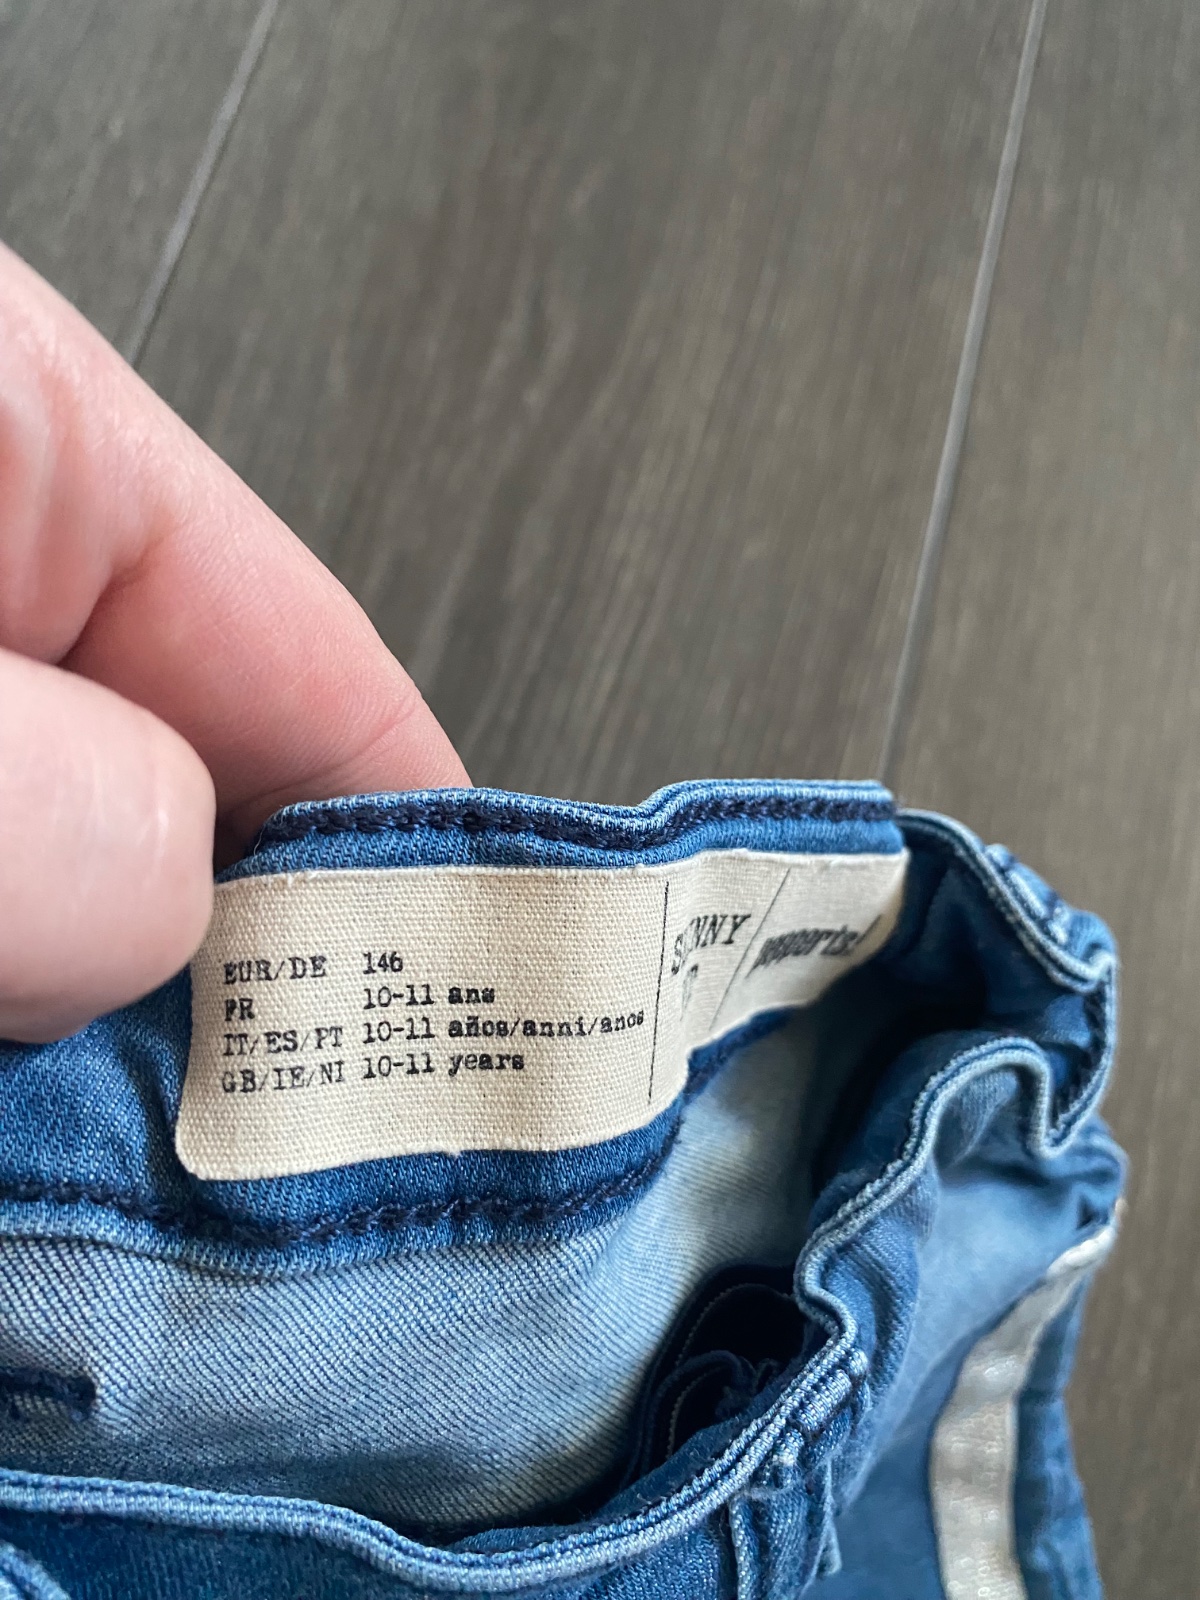 EUR/DE 146
FR 10-11 ans
IT/ES/PT 10-11 años/anni/anos
GB/IE/NI 10-11 years